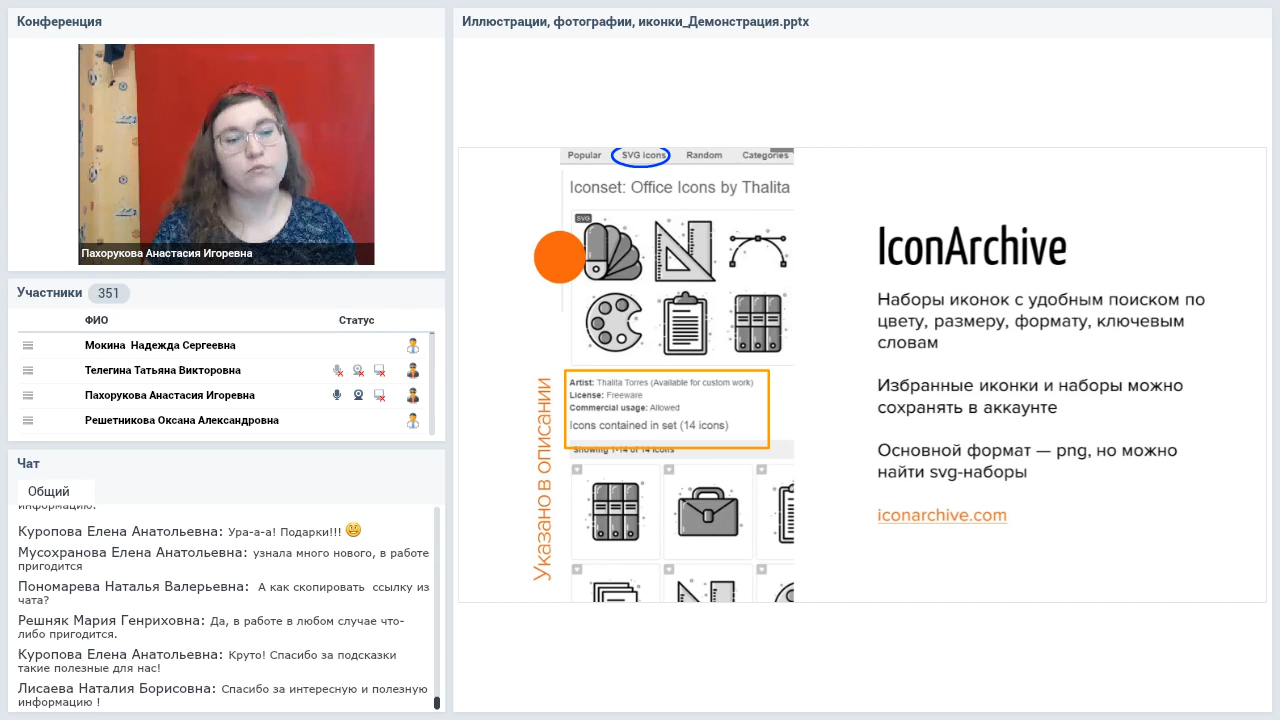 Конференция
Пахорукова Анастасия Игоревна
Участники 351
ФИО Статус
Мокина Надежда Сергеевна
Телегина Татьяна Викторовна
Пахорукова Анастасия Игоревна
Решетникова Оксана Александровна
Чат
Общий
информацию.
Куропова Елена Анатольевна: Ура-а-а! Подарки!!!
Мусохранова Елена Анатольевна: узнала много нового, в работе
пригодится
Пономарева Наталья Валерьевна: А как скопировать ссылку из
чата?
Решняк Мария Генриховна: Да, в работе в любом случае что-
либо пригодится.
Куропова Елена Анатольевна: Круто! Спасибо за подсказки
такие полезные для нас!
Лисаева Наталия Борисовна: Спасибо за интересную и полезную
информацию !
Иллюстрации, фотографии, иконки_Демонстрация.pptx
Popular SVG icons Random Categories
Iconset: Office Icons by Thalita
SVG
Artist: Thalita Torres (Available for custom work)
License: Freeware
Commercial usage: Allowed
Icons contained in set (14 icons)
Showing 1-14 of 14 icons
Указано в описании
IconArchive
Наборы иконок с удобным поиском по
цвету, размеру, формату, ключевым
словам
Избранные иконки и наборы можно
сохранять в аккаунте
Основной формат — png, но можно
найти svg-наборы
iconarchive.com